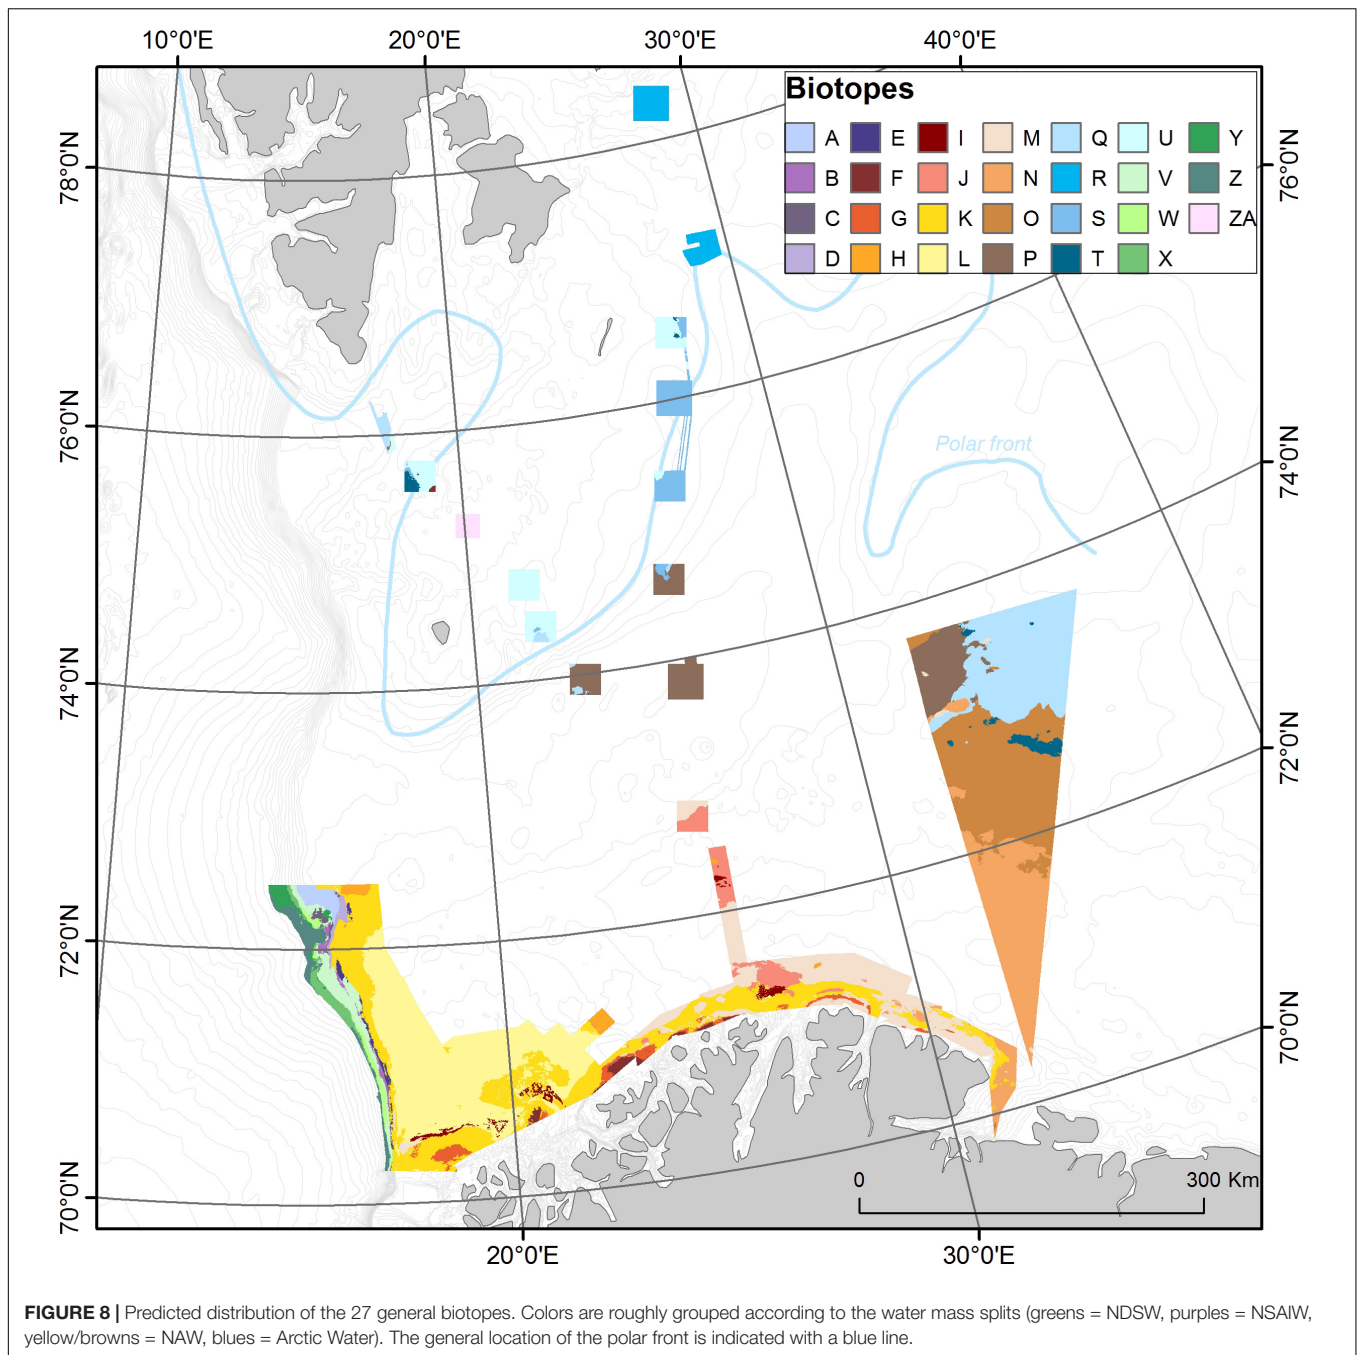 10°0'E 20°0'E 30°0'E 40°0'E
Biotopes
A E I M Q U Y
B F J N R V Z
C G K O S W ZA
D H L P T X
78°0'N
76°0'N
74°0'N
72°0'N
70°0'N
76°0'N
74°0'N
72°0'N
70°0'N
Polar front
0 300 Km
20°0'E 30°0'E
FIGURE 8 | Predicted distribution of the 27 general biotopes. Colors are roughly grouped according to the water mass splits (greens = NDSW, purples = NSAIW,
yellow/browns = NAW, blues = Arctic Water). The general location of the polar front is indicated with a blue line.